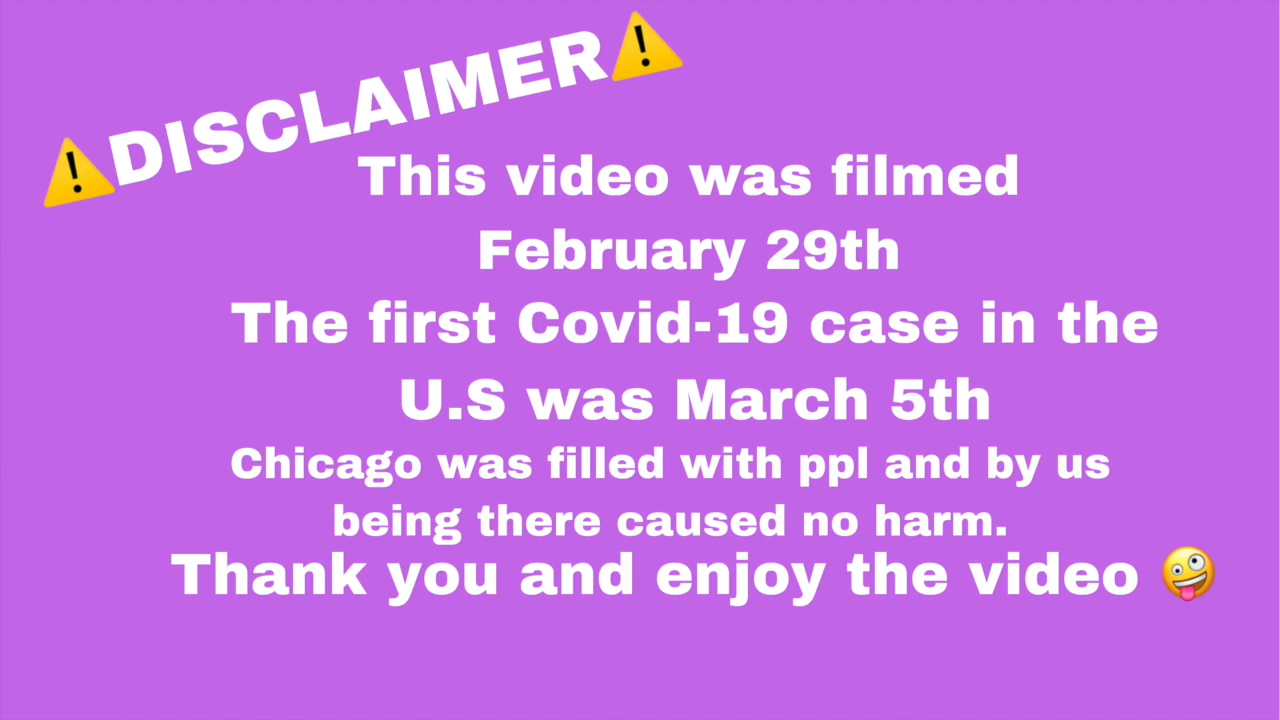 ⚠️DISCLAIMER⚠️
This video was filmed
February 29th
The first Covid-19 case in the
U.S was March 5th
Chicago was filled with ppl and by us
being there caused no harm.
Thank you and enjoy the video 🤪